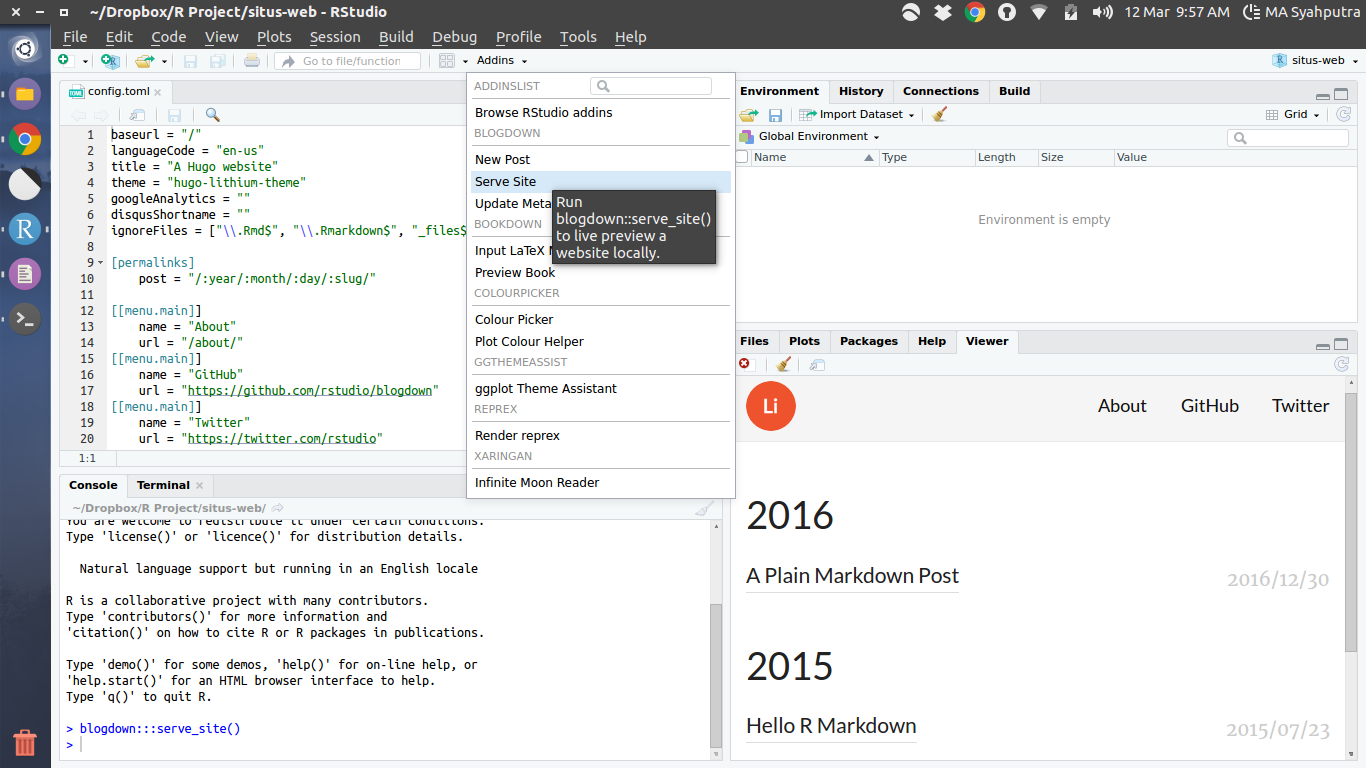 ~/Dropbox/R Project/situs-web - RStudio
12 Mar 9:57 AM MA Syahputra
File Edit Code View Plots Session Build Debug Profile Tools Help
Go to file/function Addins situs-web
config.toml
1 baseurl = "/"
2 languageCode = "en-us"
3 title = "A Hugo website"
4 theme = "hugo-lithium-theme"
5 googleAnalytics = ""
6 disqusShortname = ""
7 ignoreFiles = ["\\.Rmd$", "\\.Rmarkdown$", "_files$
8
9 [permalinks]
10 post = "/:year/:month/:day/:slug/"
11
12 [[menu.main]]
13 name = "About"
14 url = "/about/"
15 [[menu.main]]
16 name = "GitHub"
17 url = "https://github.com/rstudio/blogdown"
18 [[menu.main]]
19 name = "Twitter"
20 url = "https://twitter.com/rstudio"
1:1
ADDINSLIST
Browse RStudio addins
BLOGDOWN
New Post
Serve Site
Update Meta
BOOKDOWN
Input LaTeX
Preview Book
COLOURPICKER
Colour Picker
Plot Colour Helper
GGTHEMEASSIST
ggplot Theme Assistant
REPREX
Render reprex
XARINGAN
Infinite Moon Reader
Run
blogdown::serve_site()
to live preview a
website locally.
Console Terminal
~/Dropbox/R Project/situs-web/
You are welcome to redistribute it under certain conditions.
Type 'license()' or 'licence()' for distribution details.
Natural language support but running in an English locale
R is a collaborative project with many contributors.
Type 'contributors()' for more information and
'citation()' on how to cite R or R packages in publications.
Type 'demo()' for some demos, 'help()' for on-line help, or
'help.start()' for an HTML browser interface to help.
Type 'q()' to quit R.
> blogdown:::serve_site()
>
Environment History Connections Build
Import Dataset Grid
Global Environment
Name Type Length Size Value
Environment is empty
Files Plots Packages Help Viewer
Li About GitHub Twitter
2016
A Plain Markdown Post 2016/12/30
2015
Hello R Markdown 2015/07/23